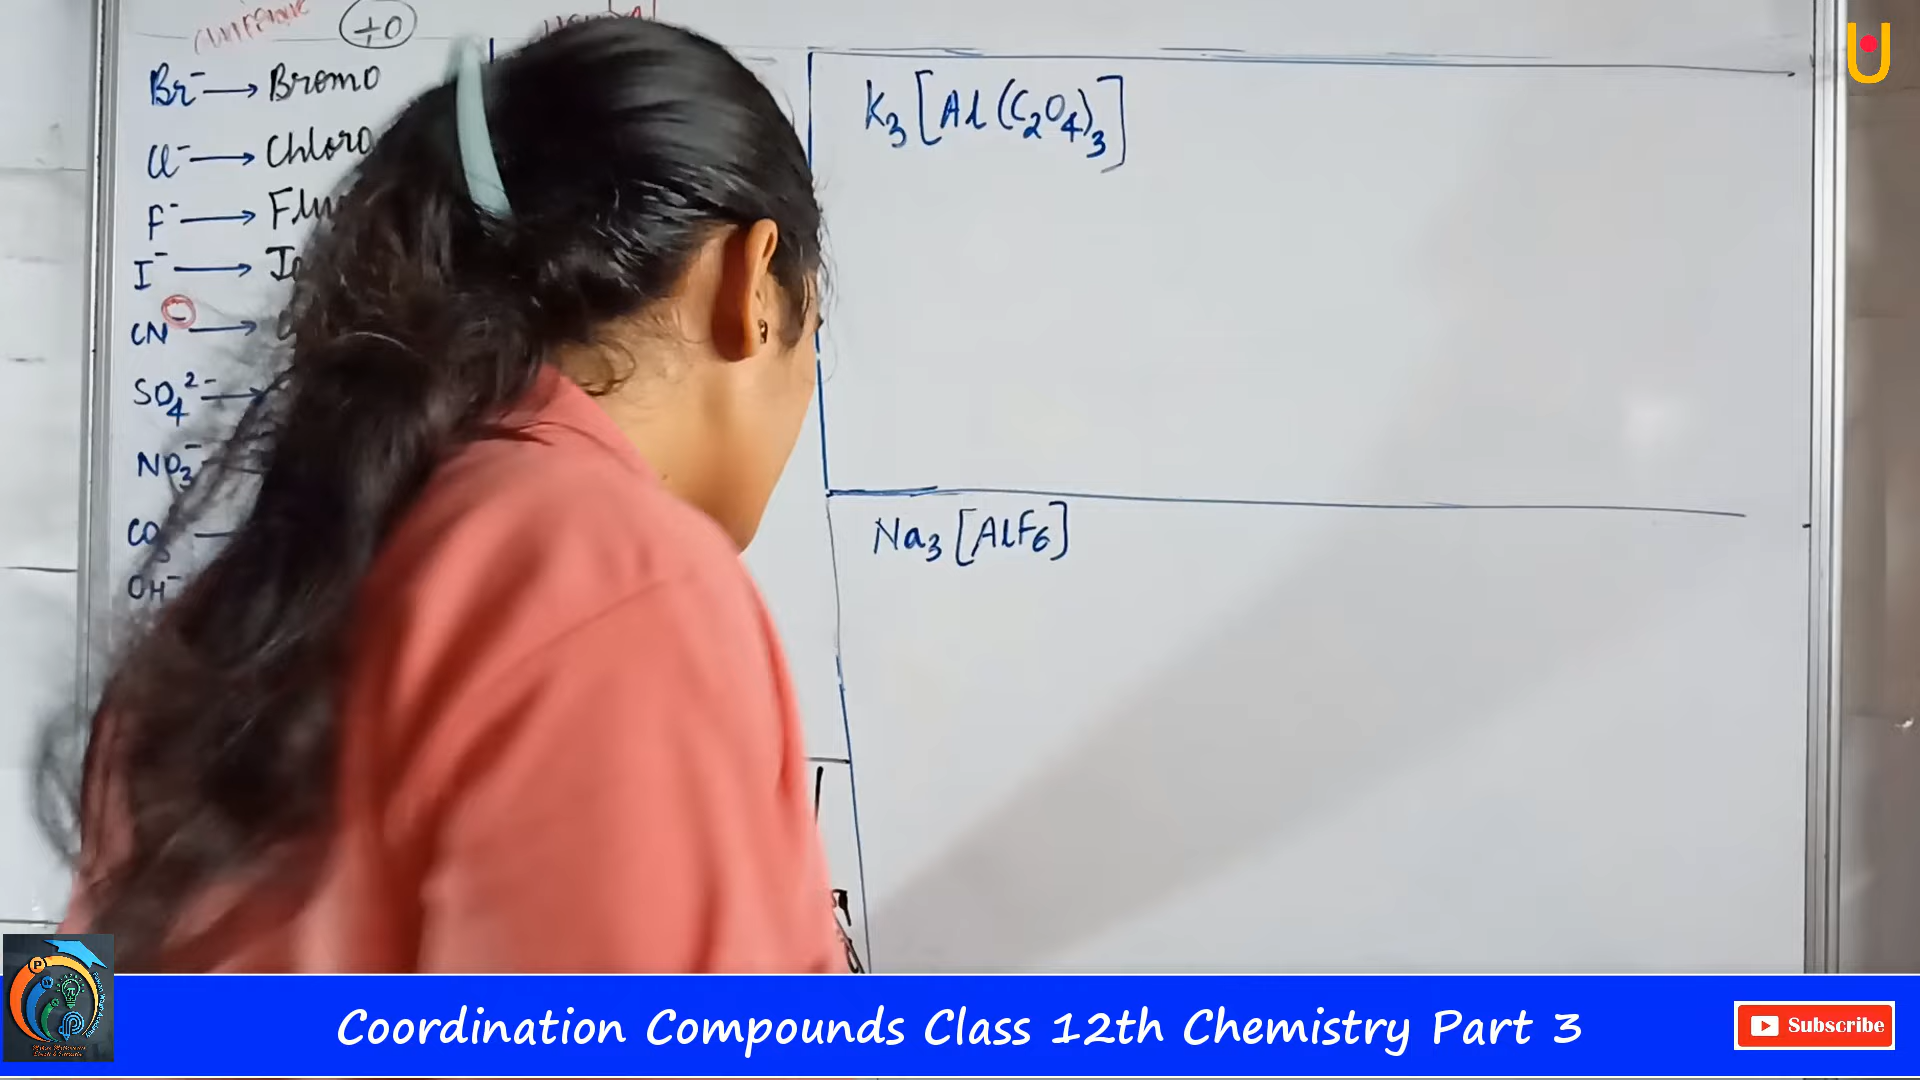 +0
Br⁻ → Bromo
Cl⁻ → Chloro
F⁻ →
I⁻ →
CN⁻ →
SO₄²⁻ →
NO₃⁻
CO₃
OH⁻
K₃[Al(C₂O₄)₃]
Na₃[AlF₆]
U
Coordination Compounds Class 12th Chemistry Part 3
Subscribe